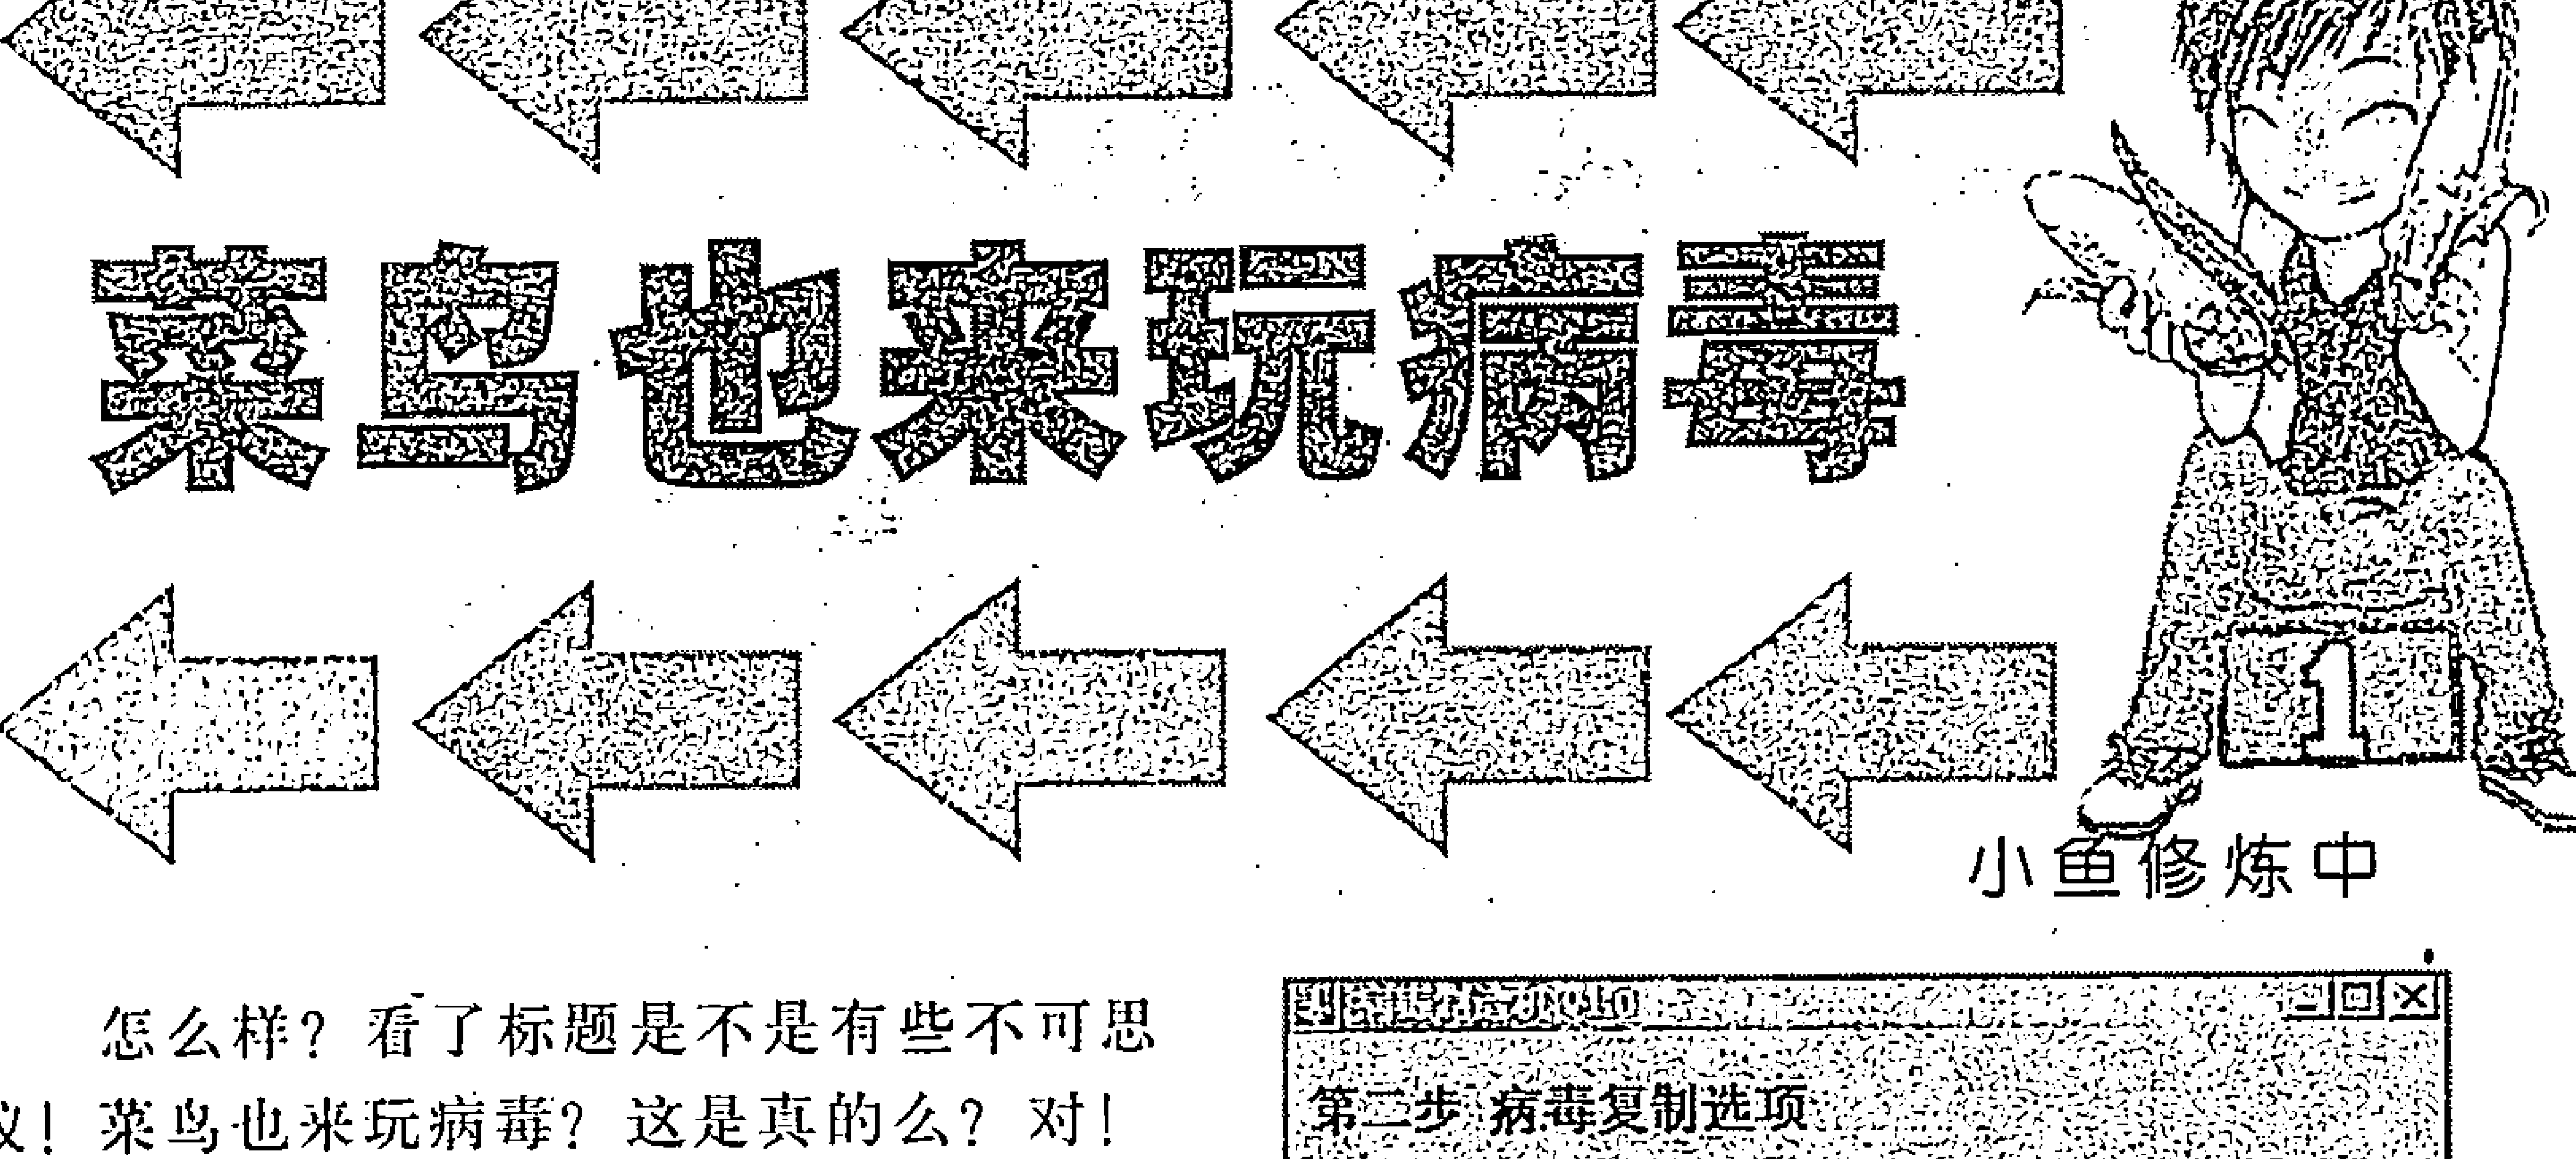 菜鸟也来玩病毒
1
小鱼修炼中
怎么样？看了标题是不是有些不可思
议！菜鸟也来玩病毒？这是真的么？对！
第二步 病毒复制选项